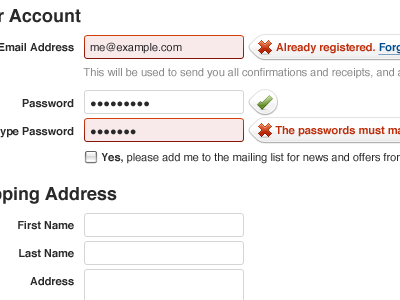 r Account
Email Address me@example.com Already registered. Forg
This will be used to send you all confirmations and receipts, and a
Password ●●●●●●●●●
ype Password ●●●●●●● The passwords must ma
Yes, please add me to the mailing list for news and offers from
pping Address
First Name
Last Name
Address